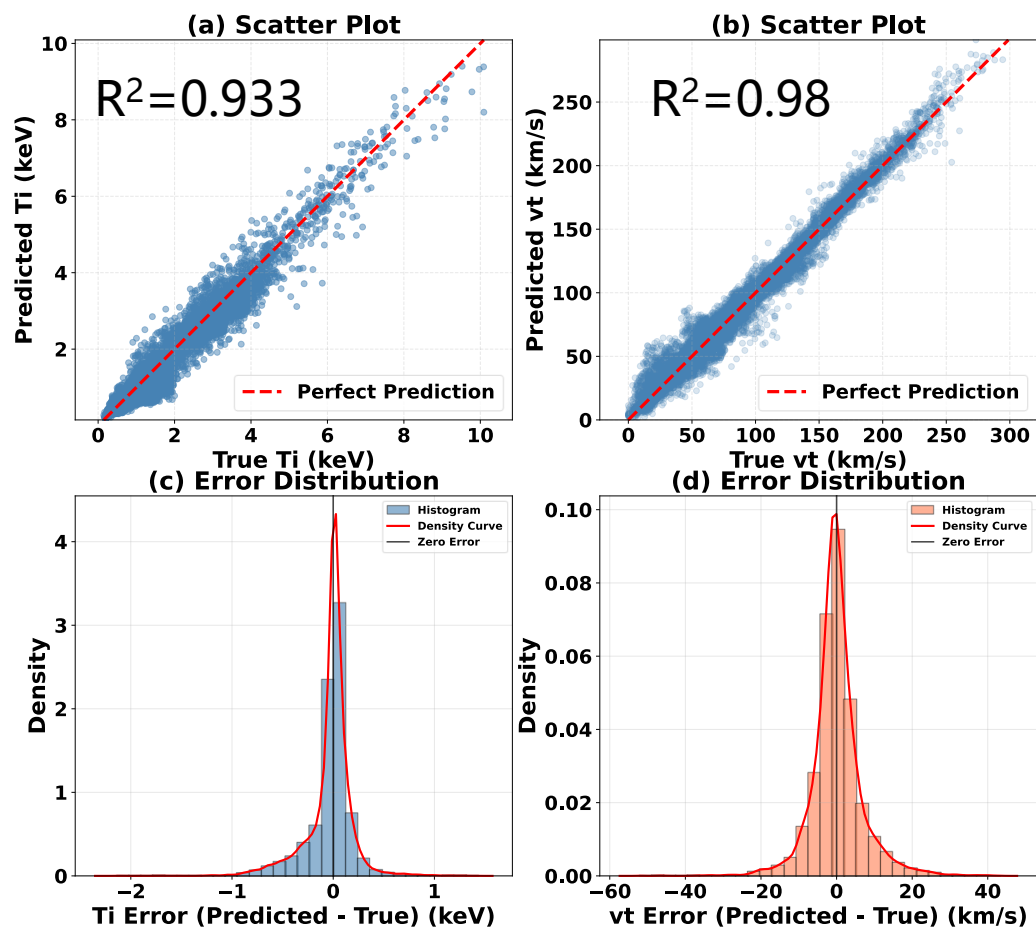 (a) Scatter Plot
R²=0.933
Predicted Ti (keV)
10
8
6
4
2
Perfect Prediction
0 2 4 6 8 10
True Ti (keV)
(b) Scatter Plot
R²=0.98
Predicted vt (km/s)
250
200
150
100
50
0
Perfect Prediction
0 50 100 150 200 250 300
True vt (km/s)
(c) Error Distribution
Histogram
Density Curve
Zero Error
Density
4
3
2
1
0
−2 −1 0 1
Ti Error (Predicted - True) (keV)
(d) Error Distribution
Histogram
Density Curve
Zero Error
Density
0.10
0.08
0.06
0.04
0.02
0.00
−60 −40 −20 0 20 40
vt Error (Predicted - True) (km/s)